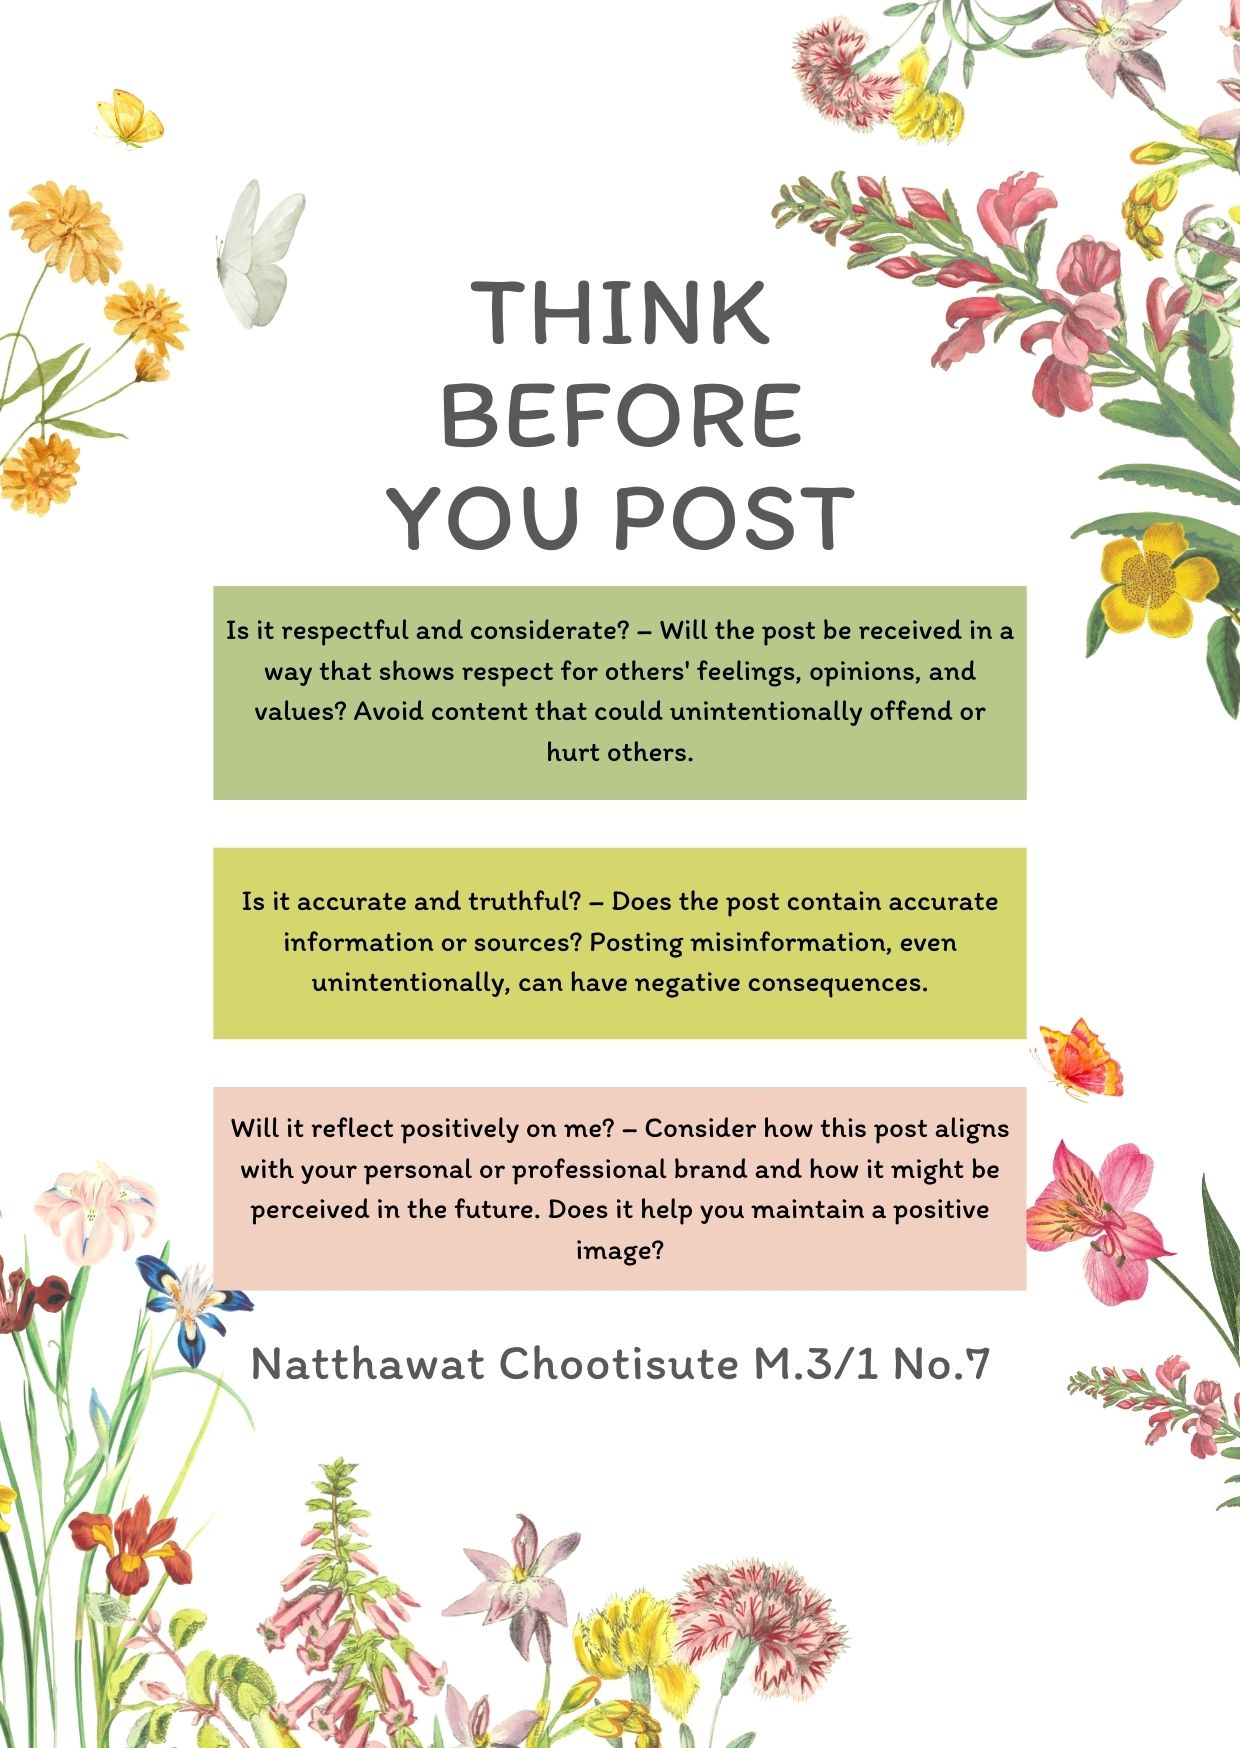 THINK
BEFORE
YOU POST
Is it respectful and considerate? – Will the post be received in a
way that shows respect for others' feelings, opinions, and
values? Avoid content that could unintentionally offend or
hurt others.
Is it accurate and truthful? – Does the post contain accurate
information or sources? Posting misinformation, even
unintentionally, can have negative consequences.
Will it reflect positively on me? – Consider how this post aligns
with your personal or professional brand and how it might be
perceived in the future. Does it help you maintain a positive
image?
Natthawat Chootisute M.3/1 No.7